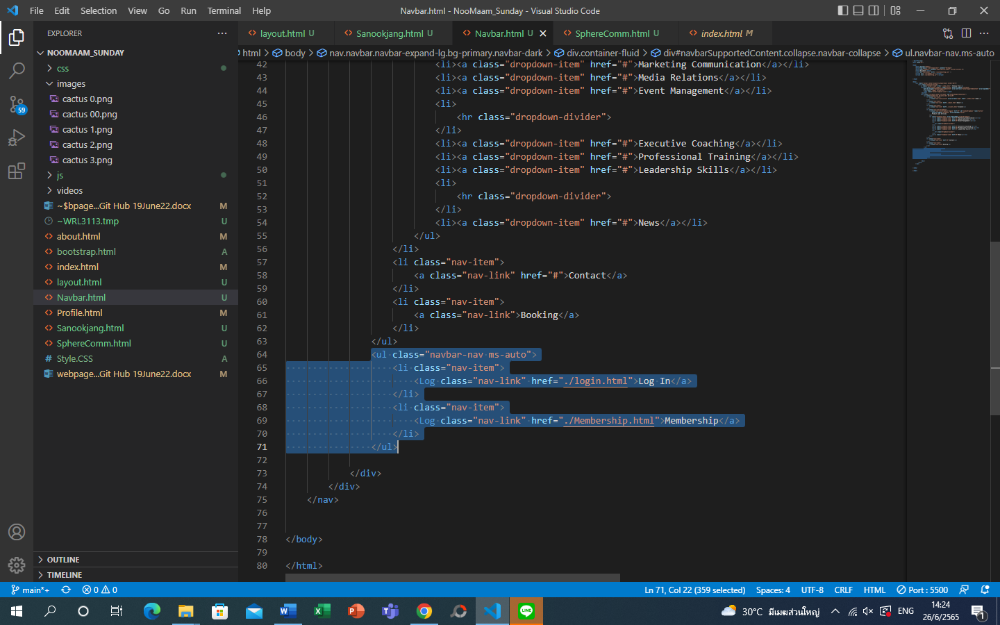 File Edit Selection View Go Run Terminal Help
Navbar.html - NooMaam_Sunday - Visual Studio Code
EXPLORER
NOOMAAM_SUNDAY
css
images
cactus 0.png
cactus 00.png
cactus 1.png
cactus 2.png
cactus 3.png
js
videos
~$bpage...Git Hub 19June22.docx M
~WRL3113.tmp U
about.html M
bootstrap.html A
index.html M
layout.html U
Navbar.html U
Profile.html M
Sanookjang.html U
SphereComm.html U
Style.CSS A
webpage...Git Hub 19June22.docx M
OUTLINE
TIMELINE
59
layout.html U Sanookjang.html U Navbar.html U SphereComm.html U index.html M
html > body > nav.navbar.navbar-expand-lg.bg-primary.navbar-dark > div.container-fluid > div#navbarSupportedContent.collapse.navbar-collapse > ul.navbar-nav.ms-auto
42 <li><a class="dropdown-item" href="#">Marketing Communication</a></li>
43 <li><a class="dropdown-item" href="#">Media Relations</a></li>
44 <li><a class="dropdown-item" href="#">Event Management</a></li>
45 <li>
46 <hr class="dropdown-divider">
47 </li>
48 <li><a class="dropdown-item" href="#">Executive Coaching</a></li>
49 <li><a class="dropdown-item" href="#">Professional Training</a></li>
50 <li><a class="dropdown-item" href="#">Leadership Skills</a></li>
51 <li>
52 <hr class="dropdown-divider">
53 </li>
54 <li><a class="dropdown-item" href="#">News</a></li>
55 </ul>
56 </li>
57 <li class="nav-item">
58 <a class="nav-link" href="#">Contact</a>
59 </li>
60 <li class="nav-item">
61 <a class="nav-link">Booking</a>
62 </li>
63 </ul>
64 <ul class="navbar-nav ms-auto">
65 <li class="nav-item">
66 <Log class="nav-link" href="./login.html">Log In</a>
67 </li>
68 <li class="nav-item">
69 <Log class="nav-link" href="./Membership.html">Membership</a>
70 </li>
71 </ul>
72
73 </div>
74 </div>
75 </nav>
76
77
78 </body>
79
80 </html>
main*+ 0 0 Ln 71, Col 22 (359 selected) Spaces: 4 UTF-8 CRLF HTML Port : 5500
30°C มีเมฆส่วนใหญ่ ENG 14:24
26/6/2565 1